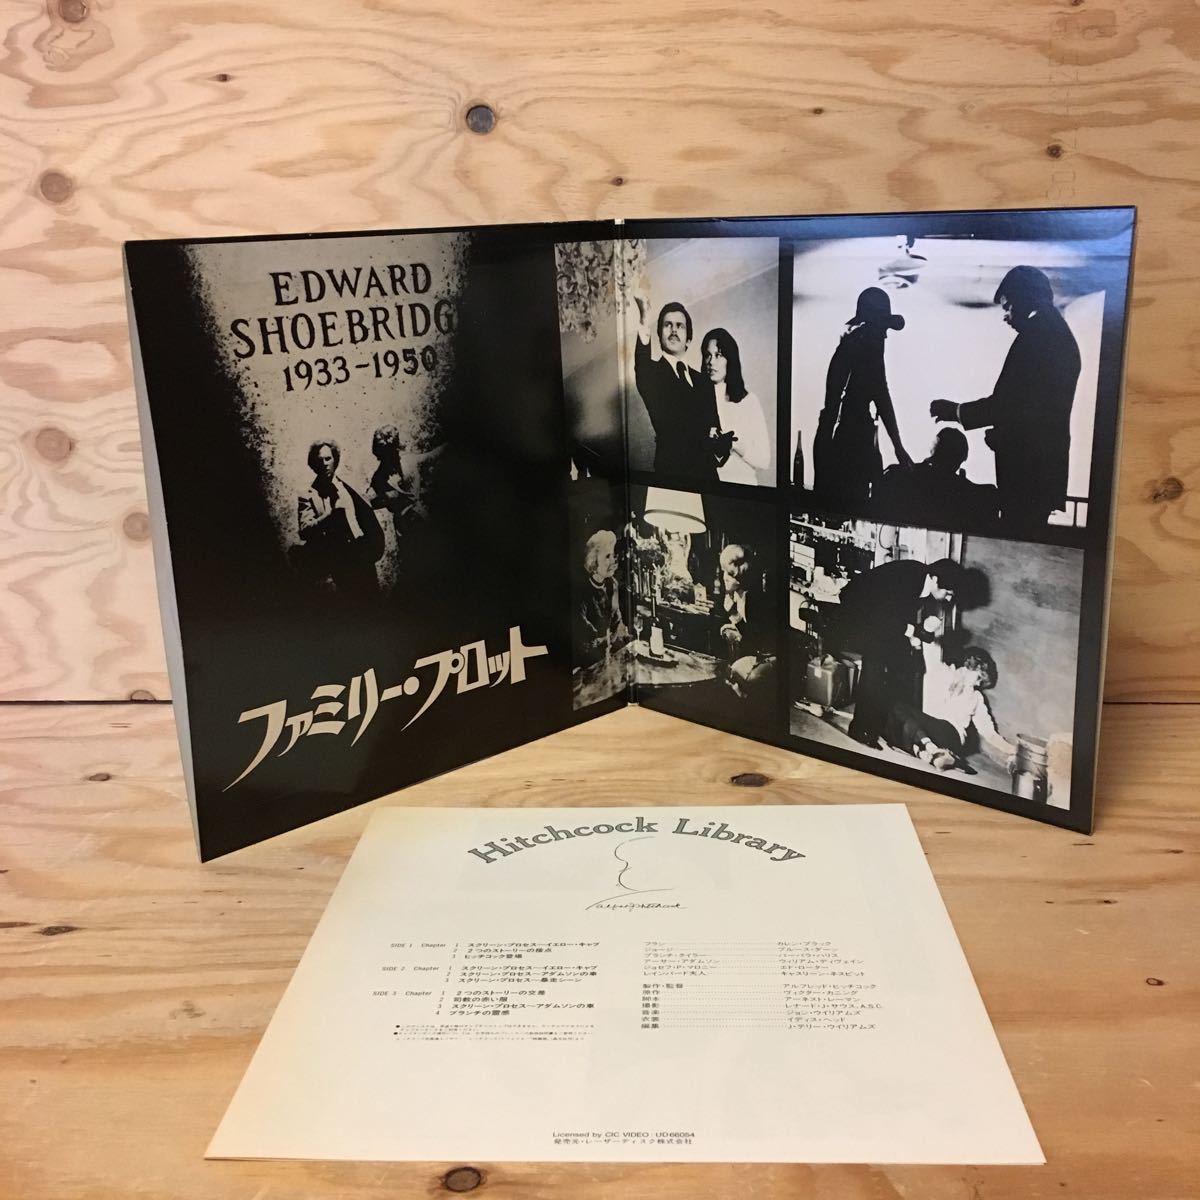 EDWARD
SHOEBRIDG
1933-1950
ファミリー・プロット
Hitchcock Library
SIDE 1 Chapter 1 スクリーン・プロセス〜イエロー・キャブ
2 2つのストーリーの接点
3 ヒッチコック登場
SIDE 2 Chapter 1 スクリーン・プロセス〜イエロー・キャブ
2 スクリーン・プロセス〜アダムソンの車
3 スクリーン・プロセス〜暴走シーン
SIDE 3 Chapter 1 2つのストーリーの交差
2 司教の赤い服
3 スクリーン・プロセス〜アダムソンの車
4 ブランチの霊感
フラン カレン・ブラック
ジョージ ブルース・ダーン
ブランチ・タイラー バーバラ・ハリス
アーサー・アダムソン ウィリアム・ディヴェイン
ジョセフ・P・マロニー エド・ローター
レインバード夫人 キャスリーン・ネスビット
製作・監督 アルフレッド・ヒッチコック
原作 ヴィクター・カニング
脚本 アーネスト・レーマン
撮影 レナード・J・サウス, A.S.C.
音楽 ジョン・ウイリアムズ
衣裳 イディス・ヘッド
編集 J・テリー・ウイリアムズ
Licensed by CIC VIDEO : UD66054
発売元・レーザーディスク株式会社